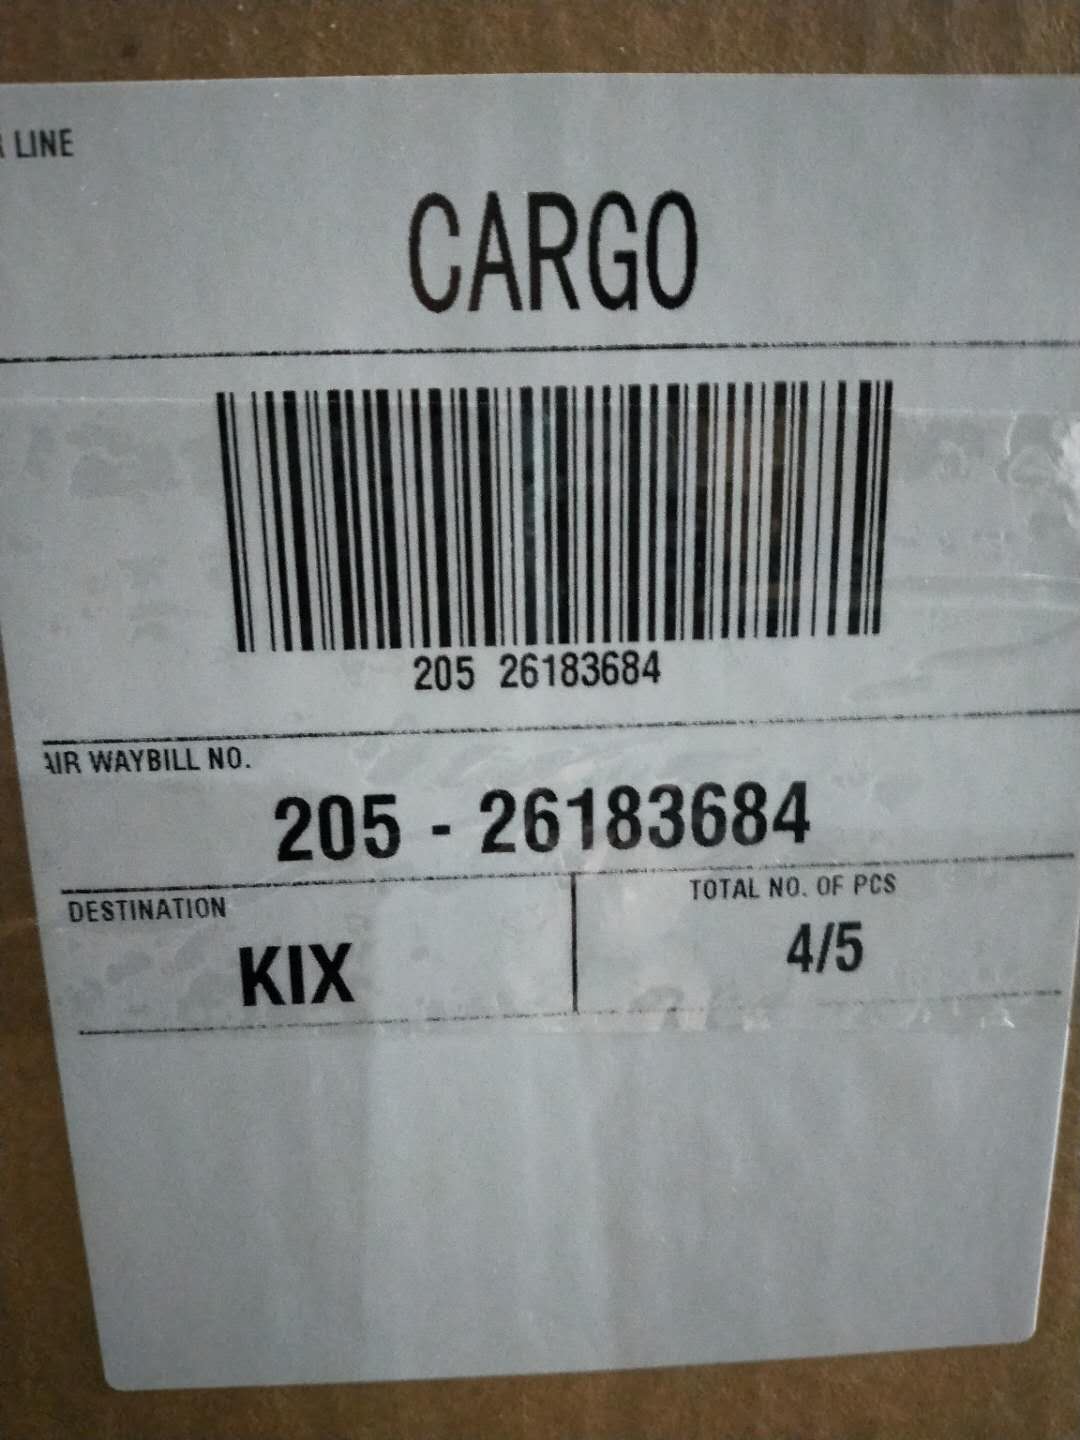 R LINE
CARGO
205 26183684
AIR WAYBILL NO.
205 - 26183684
DESTINATION
KIX
TOTAL NO. OF PCS
4/5